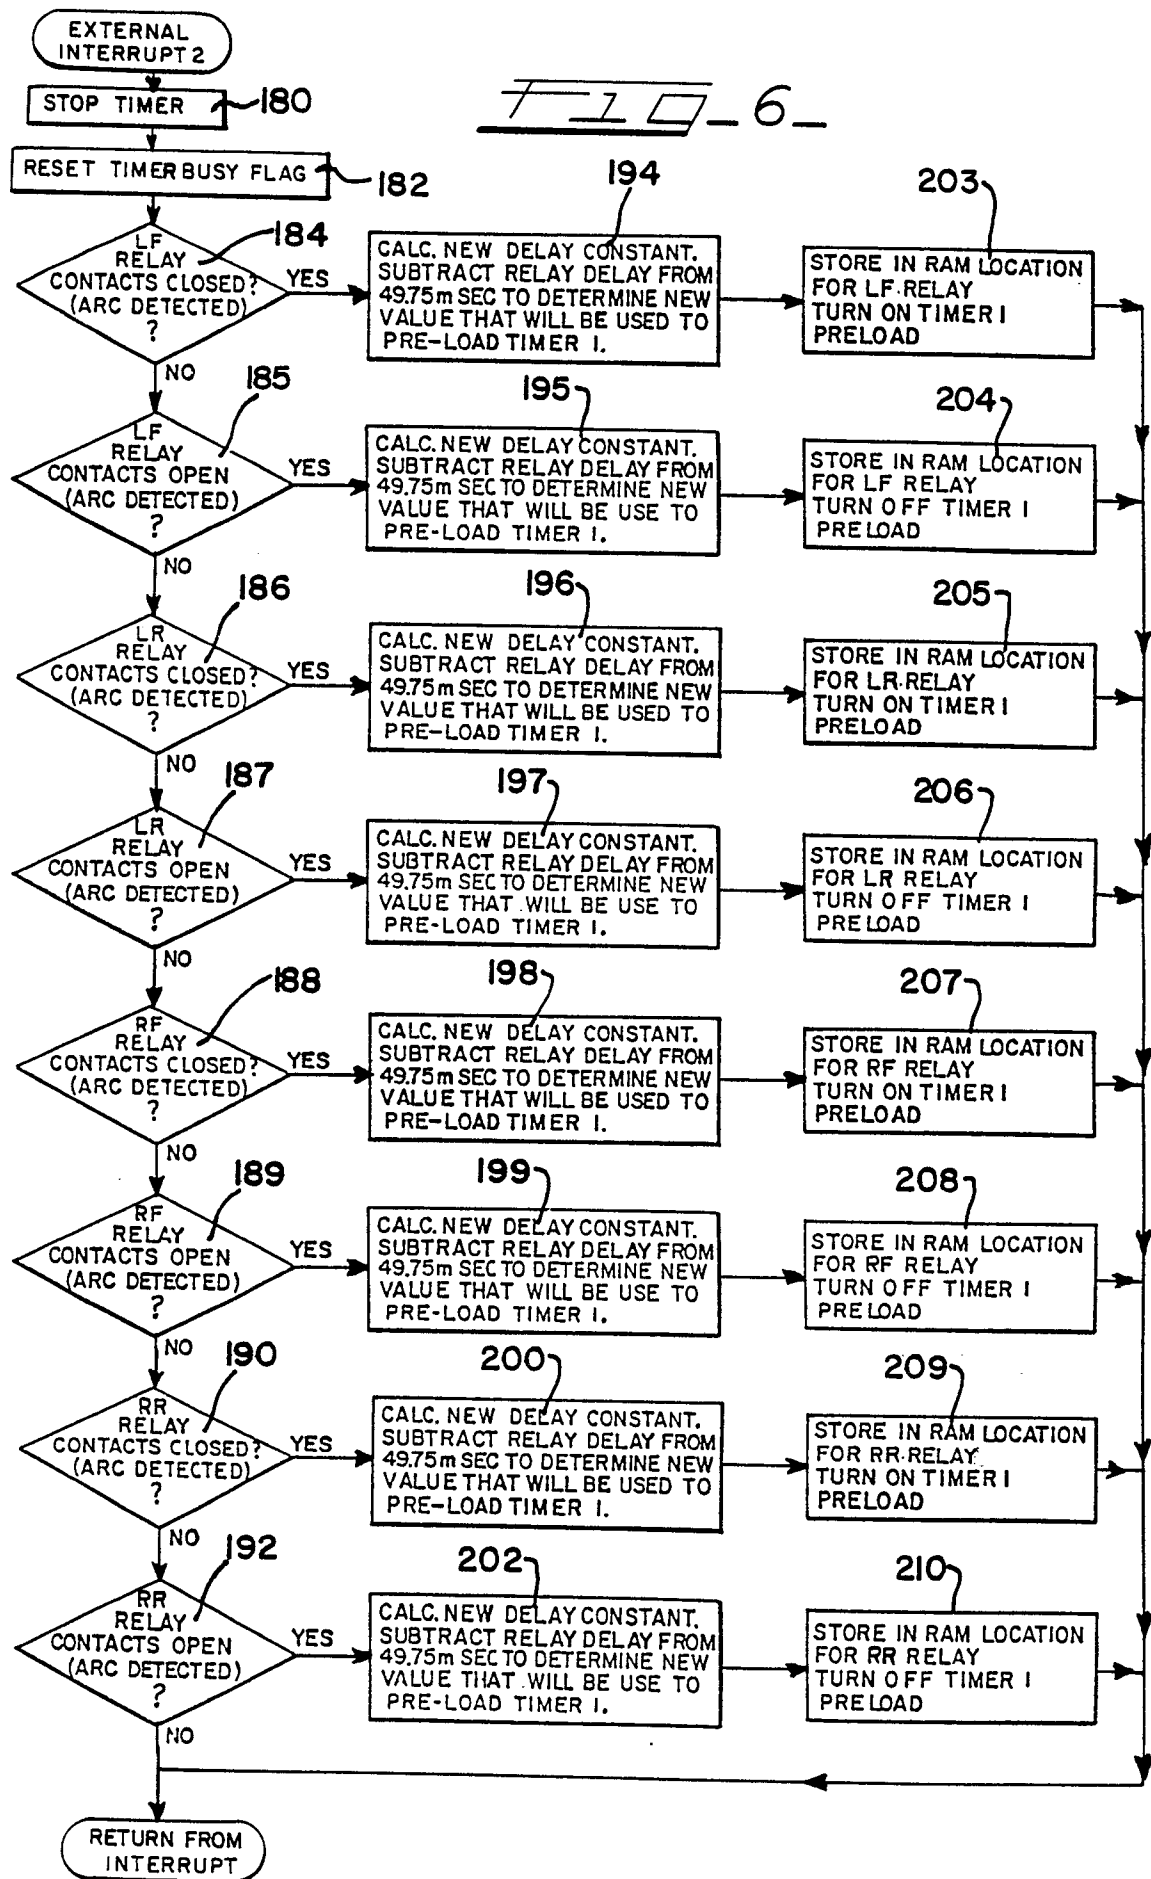 EXTERNAL
INTERRUPT 2
STOP TIMER
180
FIG_6_
RESET TIMER BUSY FLAG
182
LF
RELAY
CONTACTS CLOSED?
(ARC DETECTED)
?
184
YES
NO
CALC. NEW DELAY CONSTANT.
SUBTRACT RELAY DELAY FROM
49.75m SEC TO DETERMINE NEW
VALUE THAT WILL BE USED TO
PRE-LOAD TIMER 1.
194
STORE IN RAM LOCATION
FOR LF RELAY
TURN ON TIMER 1
PRELOAD
203
LF
RELAY
CONTACTS OPEN
(ARC DETECTED)
?
185
YES
NO
CALC. NEW DELAY CONSTANT.
SUBTRACT RELAY DELAY FROM
49.75m SEC TO DETERMINE NEW
VALUE THAT WILL BE USE TO
PRE-LOAD TIMER 1.
195
STORE IN RAM LOCATION
FOR LF RELAY
TURN OFF TIMER 1
PRELOAD
204
LR
RELAY
CONTACTS CLOSED?
(ARC DETECTED)
?
186
YES
NO
CALC. NEW DELAY CONSTANT.
SUBTRACT RELAY DELAY FROM
49.75m SEC TO DETERMINE NEW
VALUE THAT WILL BE USED TO
PRE-LOAD TIMER 1.
196
STORE IN RAM LOCATION
FOR LR RELAY
TURN ON TIMER 1
PRELOAD
205
LR
RELAY
CONTACTS OPEN
(ARC DETECTED)
?
187
YES
NO
CALC. NEW DELAY CONSTANT.
SUBTRACT RELAY DELAY FROM
49.75m SEC TO DETERMINE NEW
VALUE THAT WILL BE USE TO
PRE-LOAD TIMER 1.
197
STORE IN RAM LOCATION
FOR LR RELAY
TURN OFF TIMER 1
PRELOAD
206
RF
RELAY
CONTACTS CLOSED?
(ARC DETECTED)
?
188
YES
NO
CALC. NEW DELAY CONSTANT.
SUBTRACT RELAY DELAY FROM
49.75m SEC TO DETERMINE NEW
VALUE THAT WILL BE USED TO
PRE-LOAD TIMER 1.
198
STORE IN RAM LOCATION
FOR RF RELAY
TURN ON TIMER 1
PRELOAD
207
RF
RELAY
CONTACTS OPEN
(ARC DETECTED)
?
189
YES
NO
CALC. NEW DELAY CONSTANT.
SUBTRACT RELAY DELAY FROM
49.75m SEC TO DETERMINE NEW
VALUE THAT WILL BE USE TO
PRE-LOAD TIMER 1.
199
STORE IN RAM LOCATION
FOR RF RELAY
TURN OFF TIMER 1
PRELOAD
208
RR
RELAY
CONTACTS CLOSED?
(ARC DETECTED)
?
190
YES
NO
CALC. NEW DELAY CONSTANT.
SUBTRACT RELAY DELAY FROM
49.75m SEC TO DETERMINE NEW
VALUE THAT WILL BE USED TO
PRE-LOAD TIMER 1.
200
STORE IN RAM LOCATION
FOR RR RELAY
TURN ON TIMER 1
PRELOAD
209
RR
RELAY
CONTACTS OPEN
(ARC DETECTED)
?
192
YES
NO
CALC. NEW DELAY CONSTANT.
SUBTRACT RELAY DELAY FROM
49.75m SEC TO DETERMINE NEW
VALUE THAT WILL BE USE TO
PRE-LOAD TIMER 1.
202
STORE IN RAM LOCATION
FOR RR RELAY
TURN OFF TIMER 1
PRELOAD
210
RETURN FROM
INTERRUPT